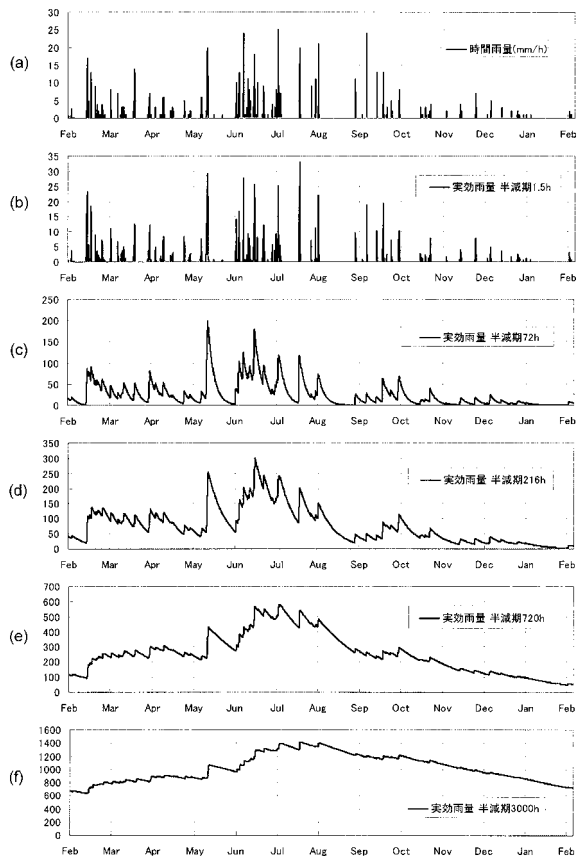 (a)
30
25
20
15
10
5
0
時間雨量(mm/h)
Feb Mar Apr May Jun Jul Aug Sep Oct Nov Dec Jan Feb
(b)
35
30
25
20
15
10
5
0
実効雨量 半減期1.5h
Feb Mar Apr May Jun Jul Aug Sep Oct Nov Dec Jan Feb
(c)
250
200
150
100
50
0
実効雨量 半減期72h
Feb Mar Apr May Jun Jul Aug Sep Oct Nov Dec Jan Feb
(d)
350
300
250
200
150
100
50
0
実効雨量 半減期216h
Feb Mar Apr May Jun Jul Aug Sep Oct Nov Dec Jan Feb
(e)
700
600
500
400
300
200
100
0
実効雨量 半減期720h
Feb Mar Apr May Jun Jul Aug Sep Oct Nov Dec Jan Feb
(f)
1600
1400
1200
1000
800
600
400
200
0
実効雨量 半減期3000h
Feb Mar Apr May Jun Jul Aug Sep Oct Nov Dec Jan Feb